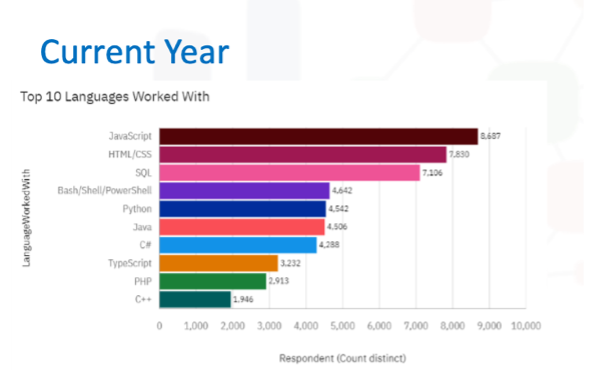 Current Year
Top 10 Languages Worked With
LanguageWorkedWith
JavaScript 8,687
HTML/CSS 7,830
SQL 7,106
Bash/Shell/PowerShell 4,642
Python 4,542
Java 4,506
C# 4,288
TypeScript 3,232
PHP 2,913
C++ 1,946
0 1,000 2,000 3,000 4,000 5,000 6,000 7,000 8,000 9,000 10,000
Respondent (Count distinct)